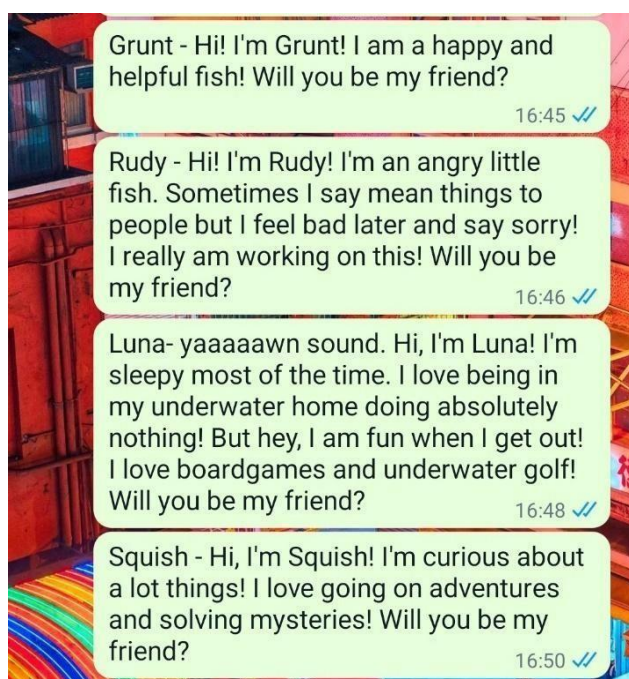 Grunt - Hi! I'm Grunt! I am a happy and
helpful fish! Will you be my friend?
16:45
Rudy - Hi! I'm Rudy! I'm an angry little
fish. Sometimes I say mean things to
people but I feel bad later and say sorry!
I really am working on this! Will you be
my friend?
16:46
Luna- yaaaaawn sound. Hi, I'm Luna! I'm
sleepy most of the time. I love being in
my underwater home doing absolutely
nothing! But hey, I am fun when I get out!
I love boardgames and underwater golf!
Will you be my friend?
16:48
Squish - Hi, I'm Squish! I'm curious about
a lot things! I love going on adventures
and solving mysteries! Will you be my
friend?
16:50